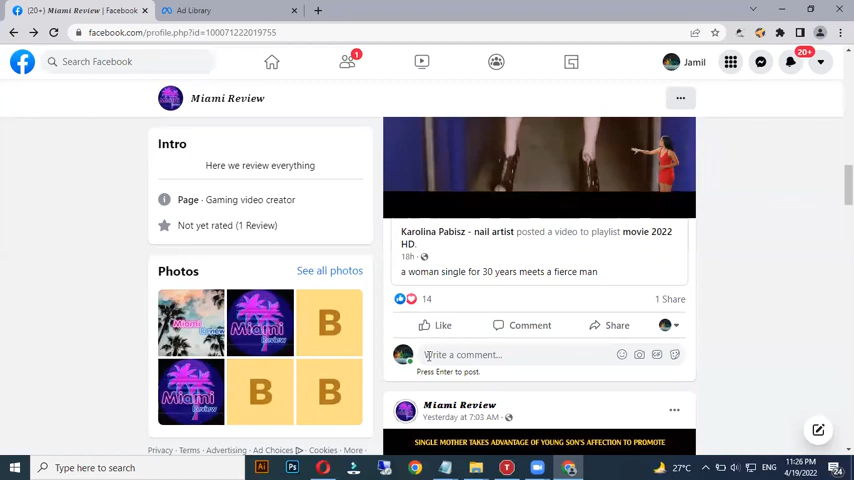 (20+) Miami Review | Facebook
Ad Library
facebook.com/profile.php?id=100071222019755
Search Facebook
1
Jamil
20+
Miami Review
Intro
Here we review everything
Page · Gaming video creator
Not yet rated (1 Review)
Photos
See all photos
Miami
Review
Miami
Review
B
Miami
Review
B
B
Privacy · Terms · Advertising · Ad Choices · Cookies · More ·
Karolina Pabisz - nail artist posted a video to playlist movie 2022
HD.
18h ·
a woman single for 30 years meets a fierce man
14
1 Share
Like
Comment
Share
Write a comment...
Press Enter to post.
Miami Review
Yesterday at 7:03 AM ·
SINGLE MOTHER TAKES ADVANTAGE OF YOUNG SON'S AFFECTION TO PROMOTE
Type here to search
Ai
Ps
T
27°C
ENG
11:26 PM
4/19/2022
24